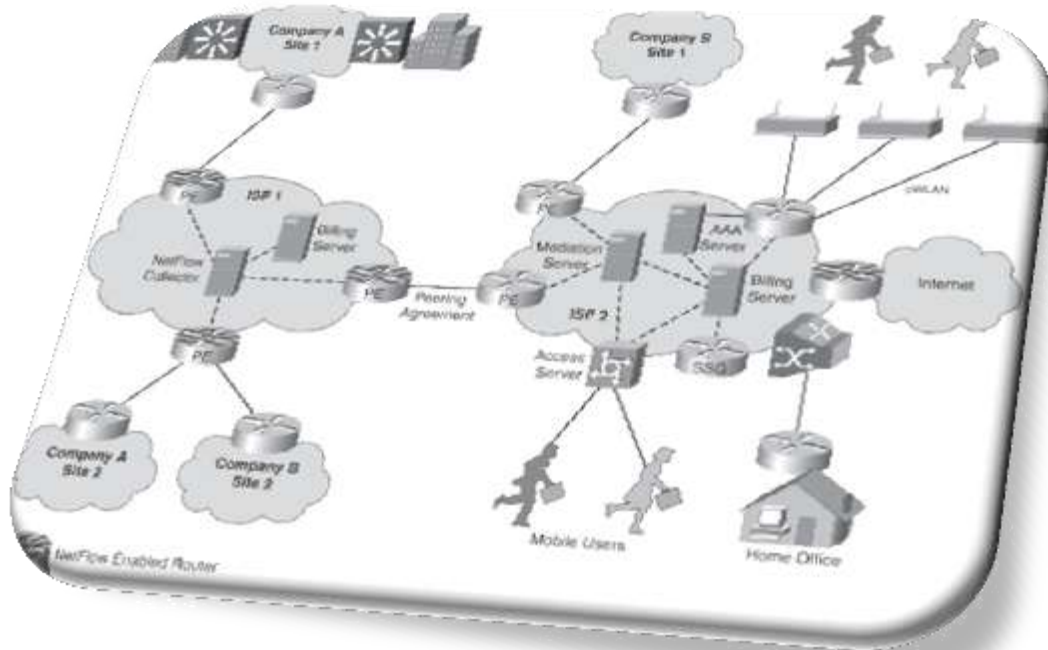 Company A
Site 1
Company B
Site 1
PE
ISP 1
Billing
Server
NetFlow
Collector
PE
Peering
Agreement
PE
PE
PE
Mediation
Server
AAA
Server
Billing
Server
ISP 2
Internet
Access
Server
SSG
Company A
Site 2
Company B
Site 2
Mobile Users
Home Office
NetFlow Enabled Router